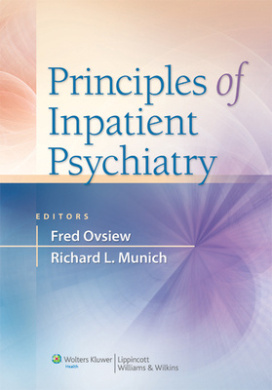 Principles of
Inpatient
Psychiatry
EDITORS
Fred Ovsiew
Richard L. Munich
Wolters Kluwer
Health
Lippincott
Williams & Wilkins